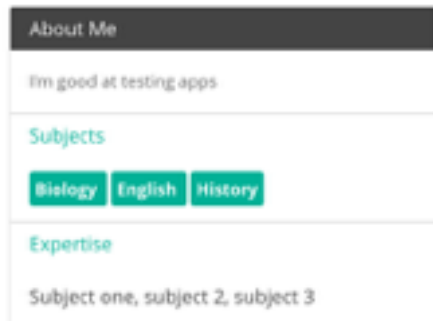 About Me
I'm good at testing apps
Subjects
Biology English History
Expertise
Subject one, subject 2, subject 3